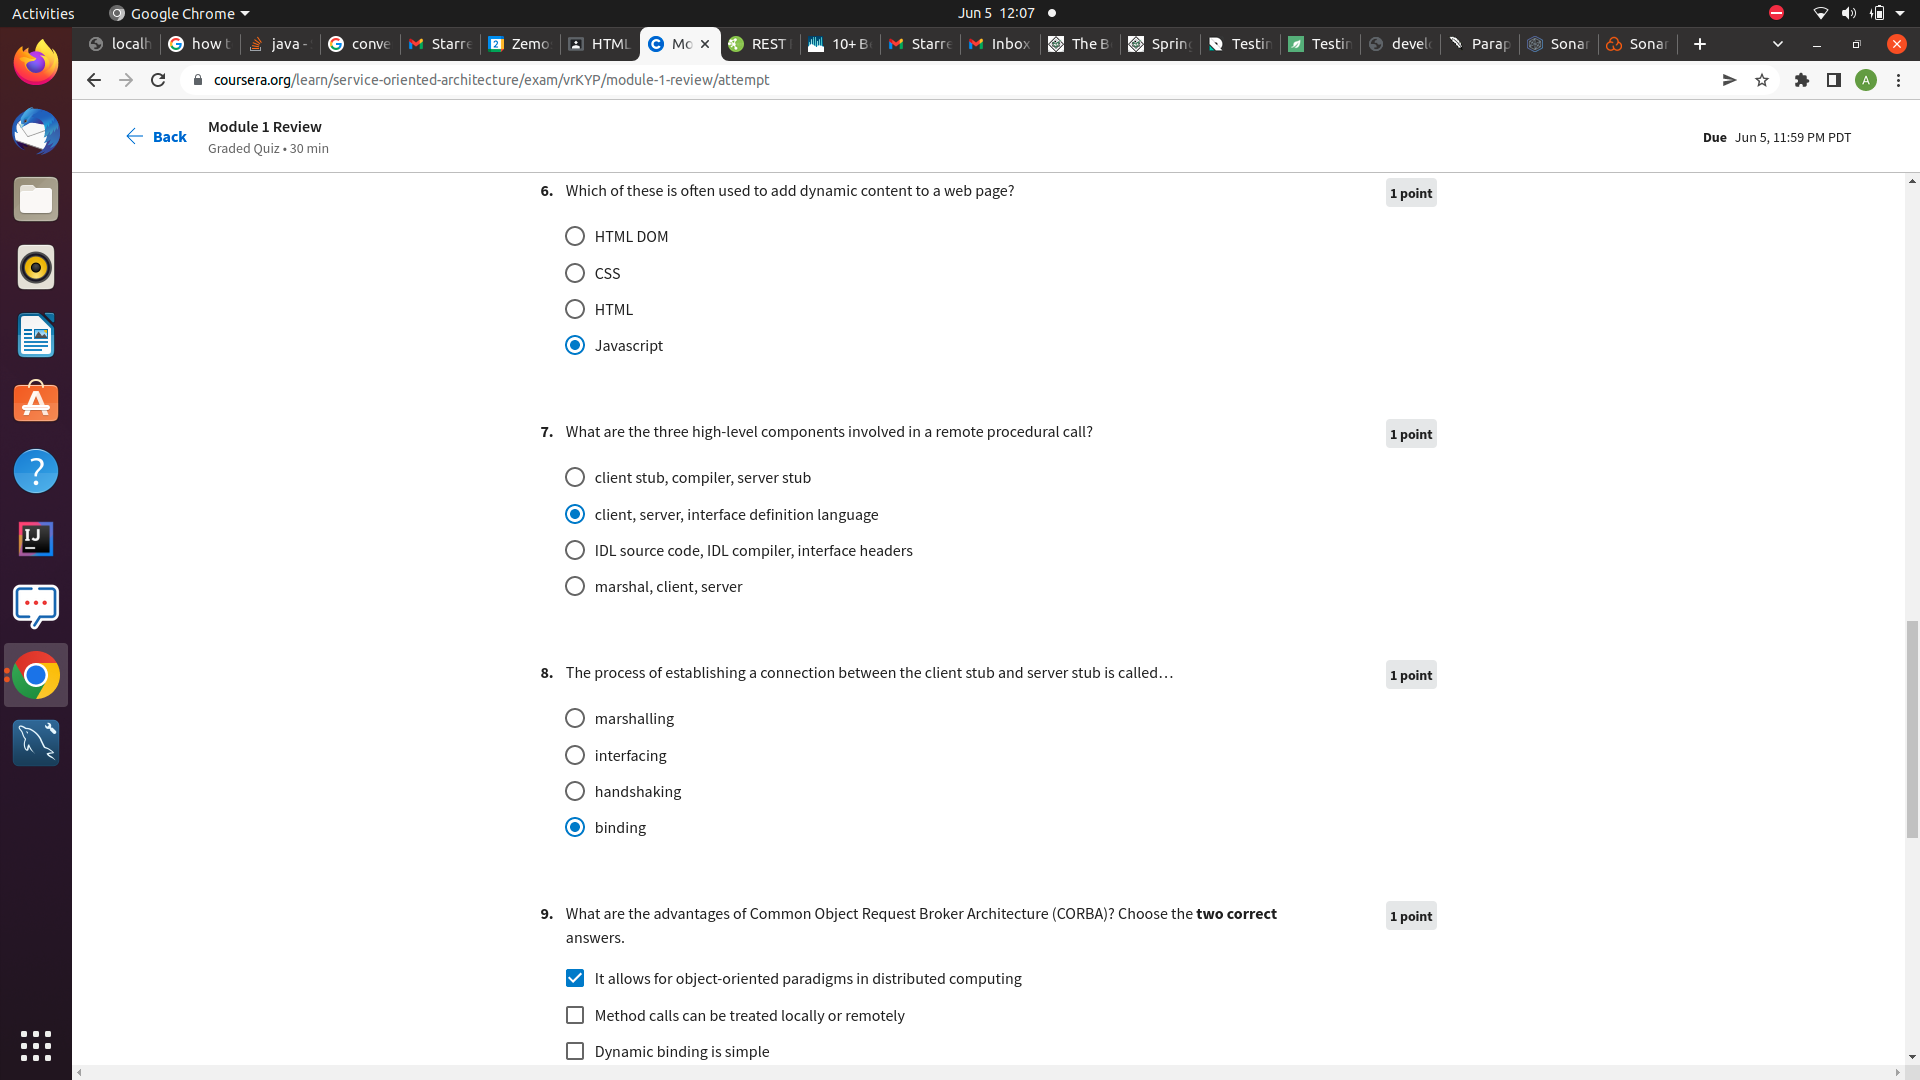 Activities Google Chrome Jun 5 12:07
localh how t java - conve Starre Zemo HTML Mo REST 10+ B Starre Inbox The B Spring Testin Testin devel Parap Sonar Sonar
coursera.org/learn/service-oriented-architecture/exam/vrKYP/module-1-review/attempt A
Back Module 1 Review
Graded Quiz • 30 min
Due Jun 5, 11:59 PM PDT
6. Which of these is often used to add dynamic content to a web page? 1 point
HTML DOM
CSS
HTML
Javascript
7. What are the three high-level components involved in a remote procedural call? 1 point
client stub, compiler, server stub
client, server, interface definition language
IDL source code, IDL compiler, interface headers
marshal, client, server
8. The process of establishing a connection between the client stub and server stub is called… 1 point
marshalling
interfacing
handshaking
binding
9. What are the advantages of Common Object Request Broker Architecture (CORBA)? Choose the two correct 1 point
answers.
It allows for object-oriented paradigms in distributed computing
Method calls can be treated locally or remotely
Dynamic binding is simple
IJ